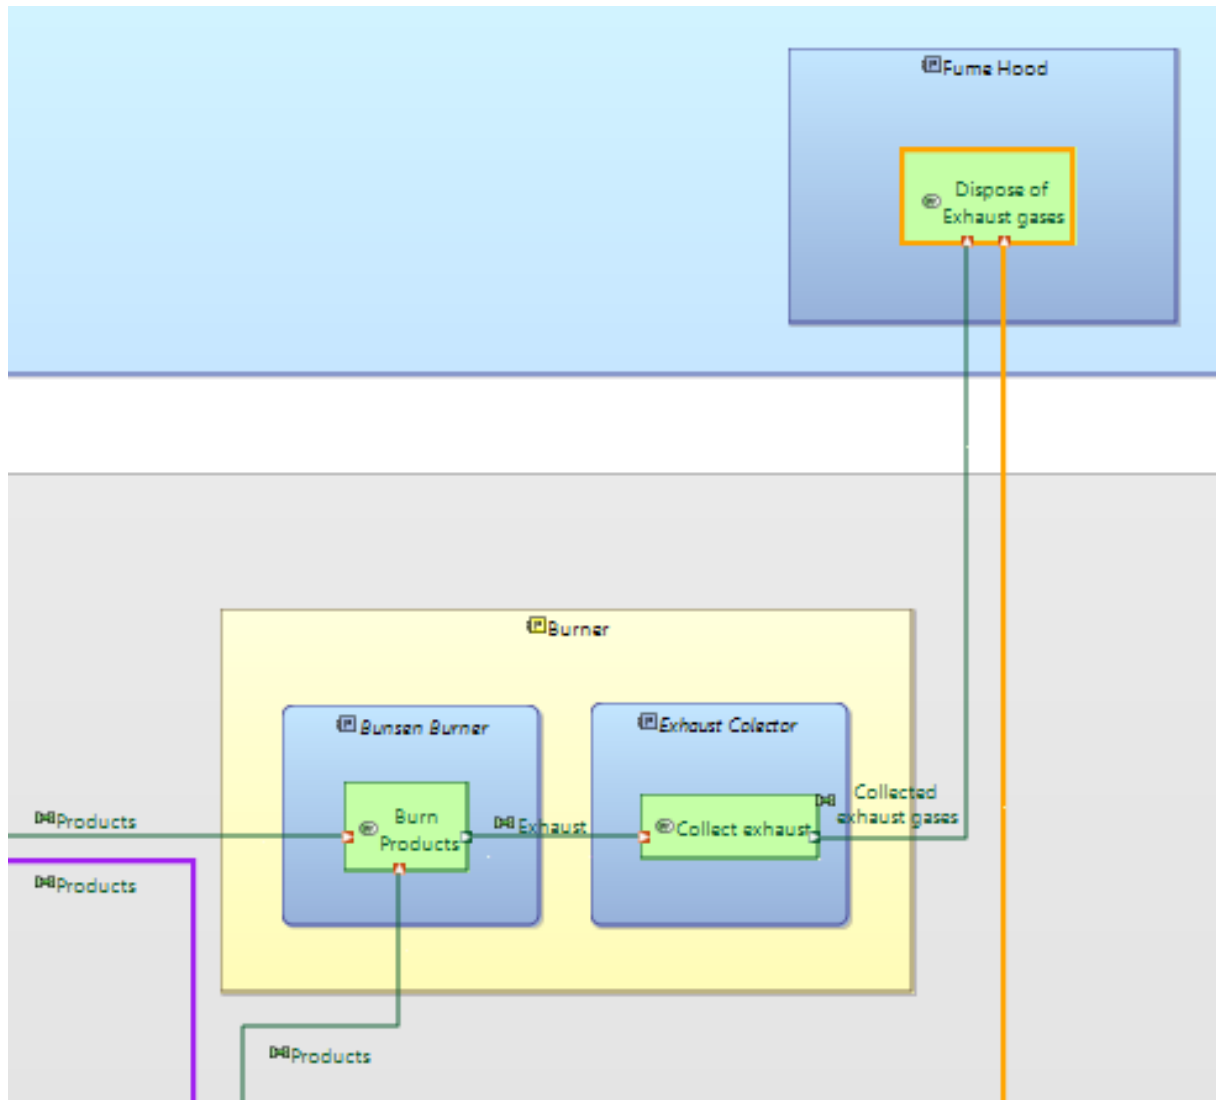 Fume Hood
Dispose of
Exhaust gases
Burner
Bunsen Burner
Exhaust Colector
Products
Burn
Products
Exhaust
Collect exhaust
Collected
exhaust gases
Products
Products